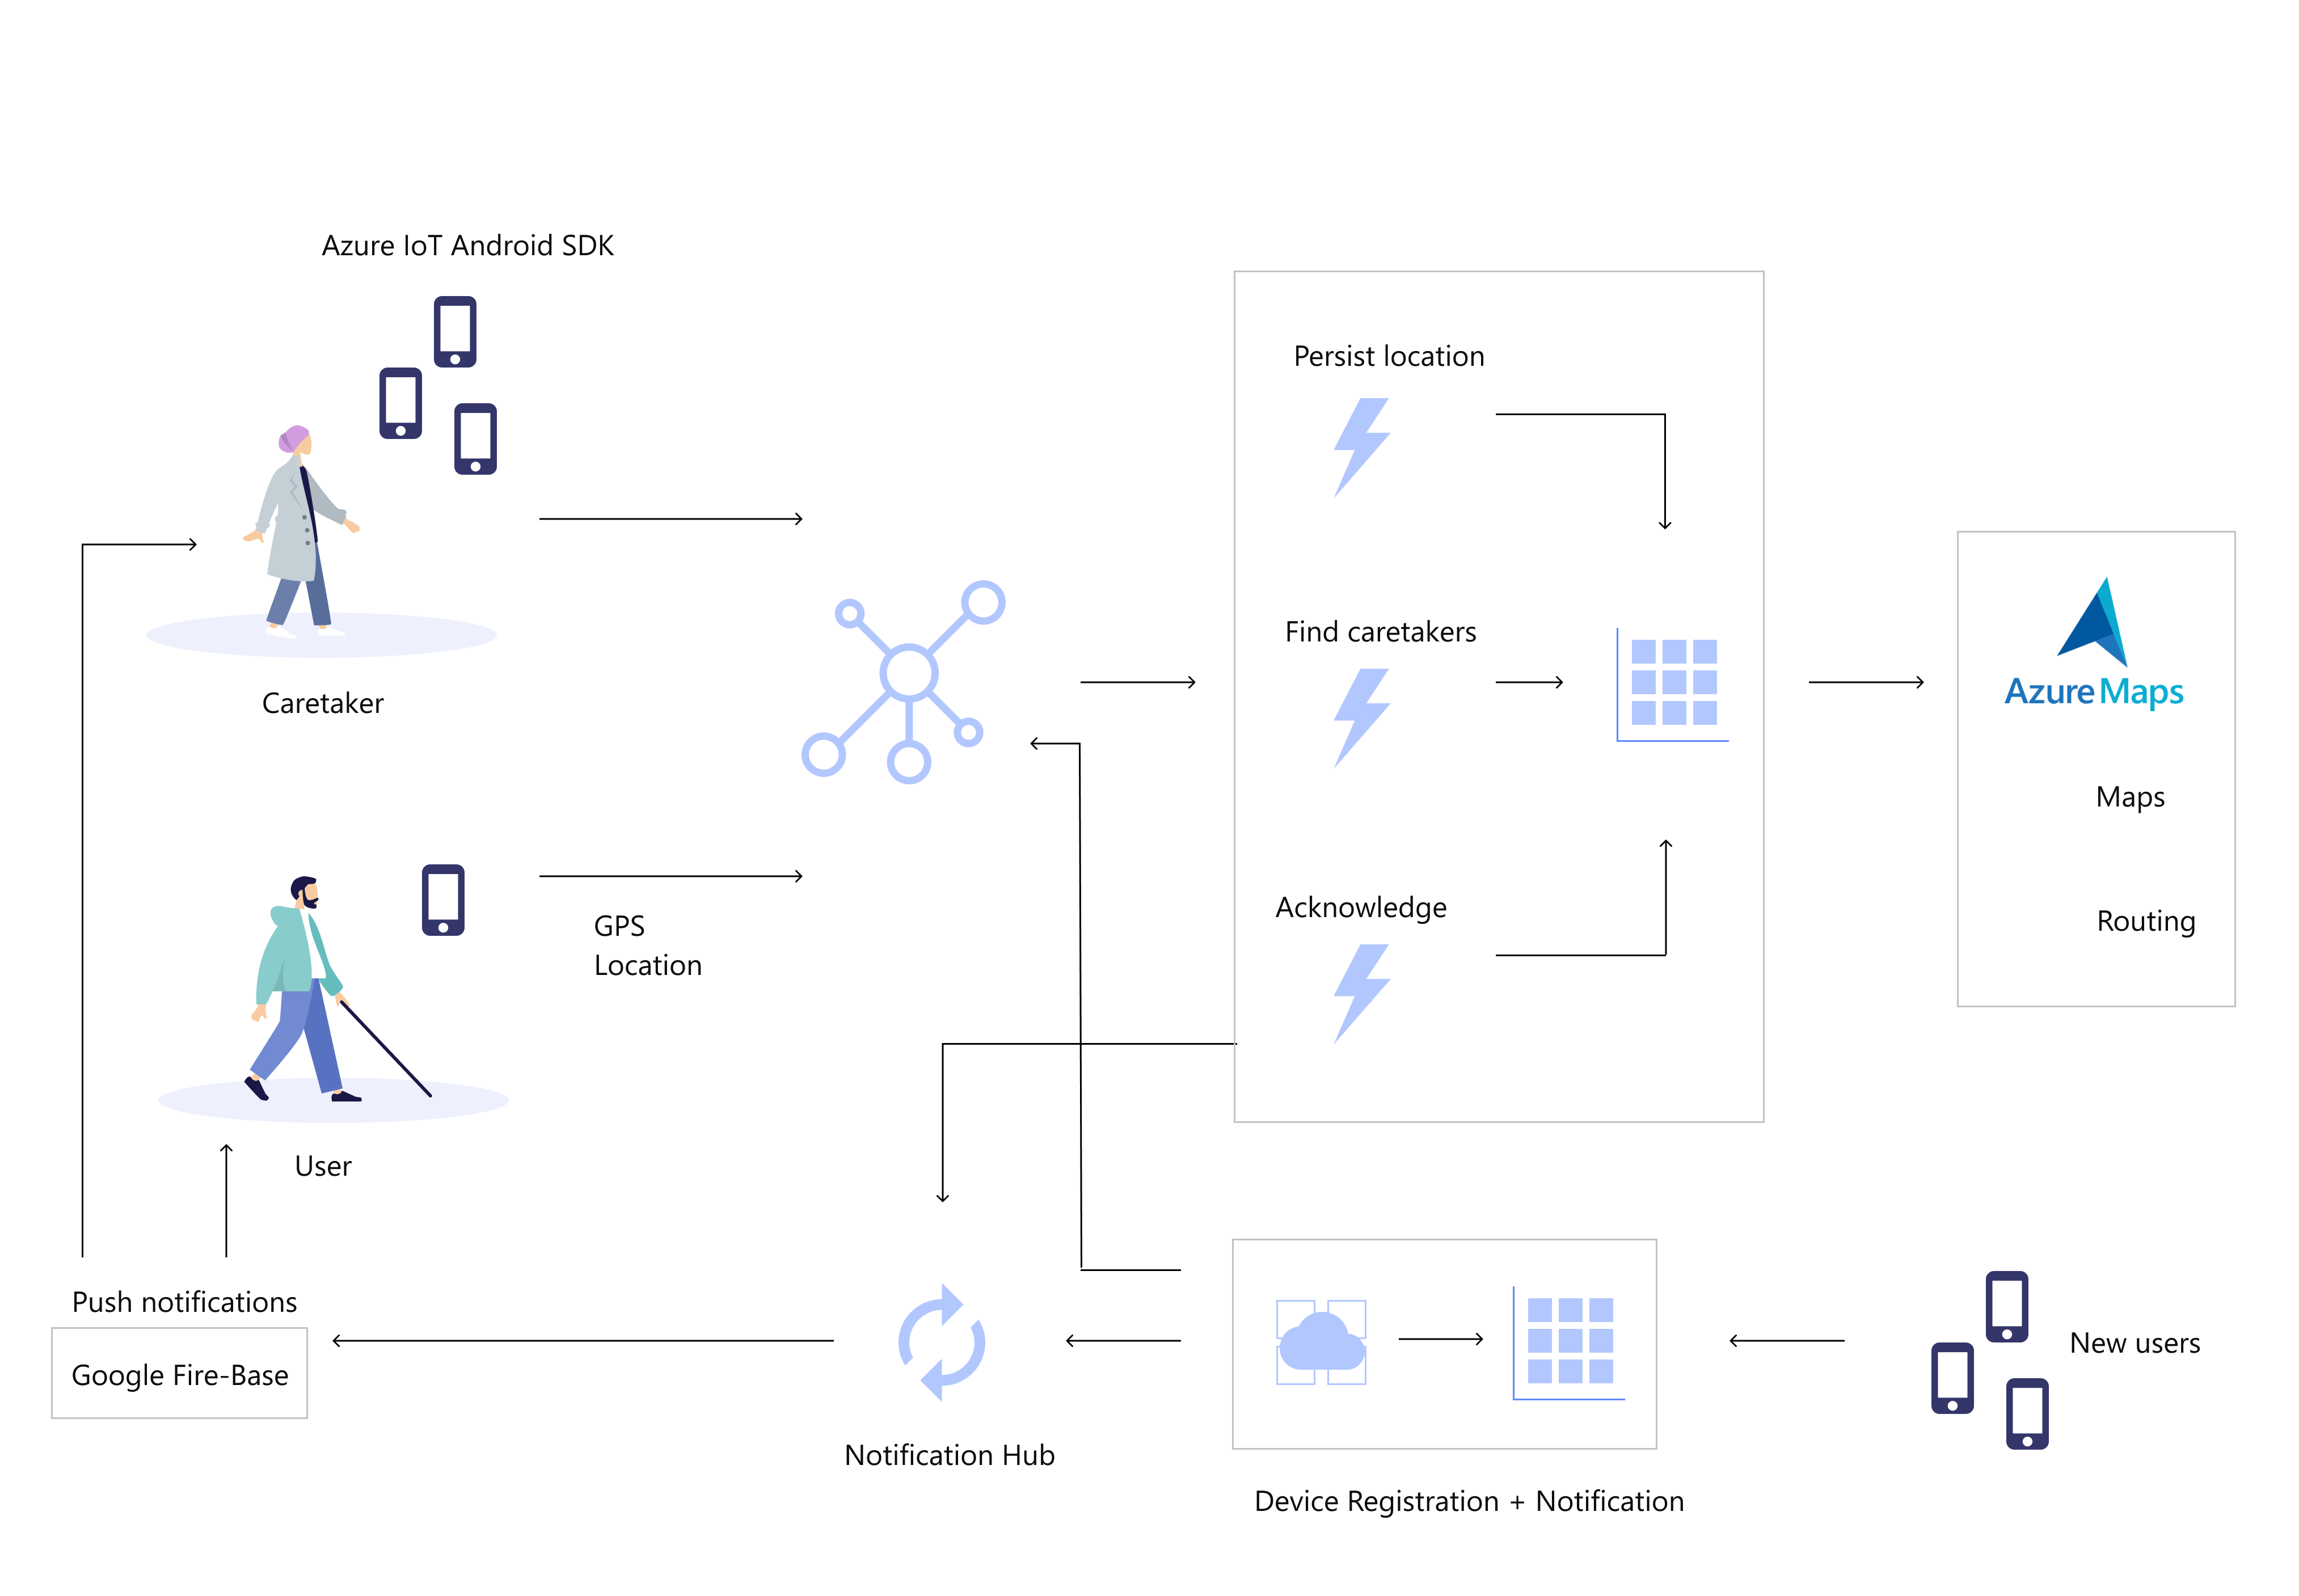 Azure IoT Android SDK
Caretaker
GPS
Location
User
Push notifications
Google Fire-Base
Notification Hub
Persist location
Find caretakers
Acknowledge
Azure Maps
Maps
Routing
Device Registration + Notification
New users